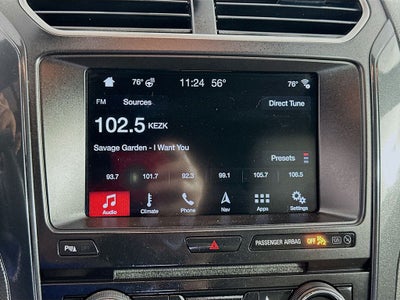 76° 11:24 56° 76°
FM Sources Direct Tune
102.5 KEZK
Savage Garden - I Want You
Presets
93.7 101.7 92.3 99.1 105.7 106.5
Audio Climate Phone Nav Apps Settings
PASSENGER AIRBAG OFF